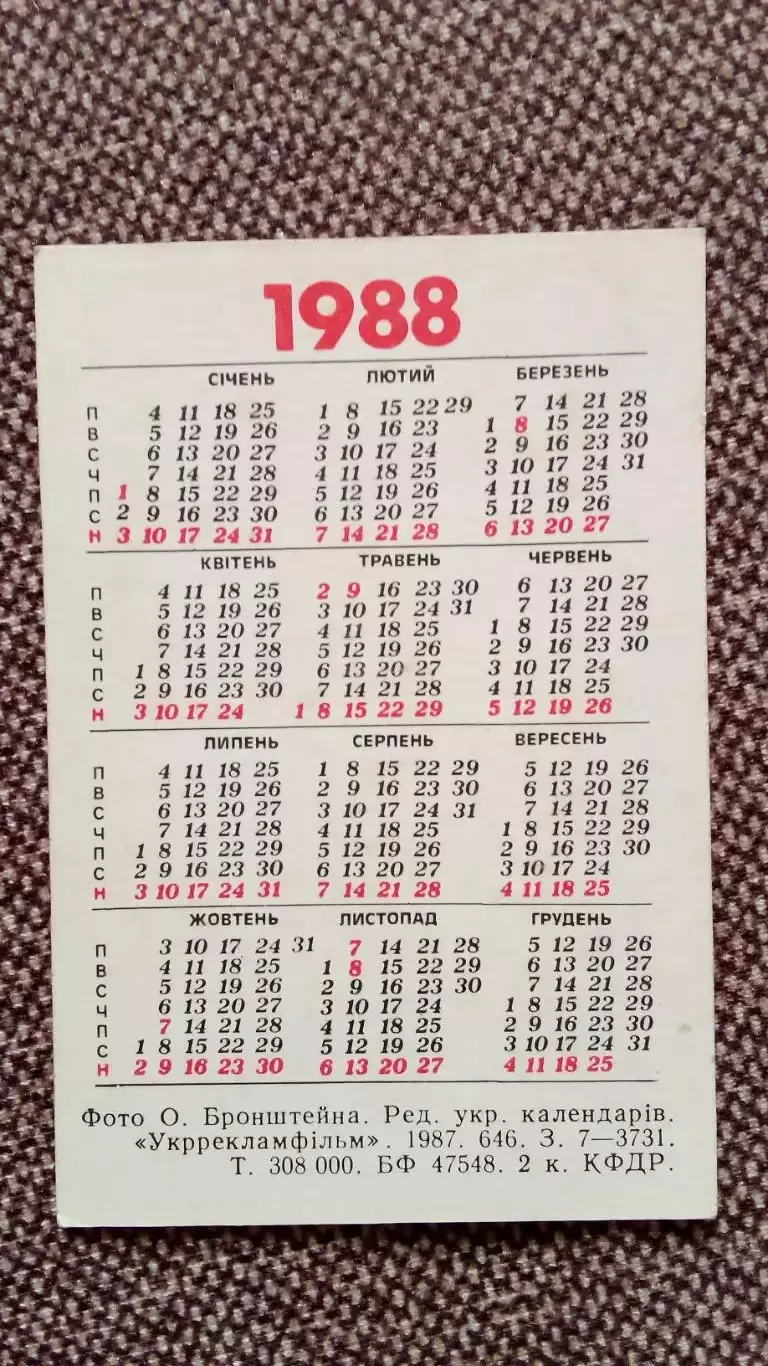 1988
СІЧЕНЬ ЛЮТИЙ БЕРЕЗЕНЬ
П 4 11 18 25 1 8 15 22 29 7 14 21 28
В 5 12 19 26 2 9 16 23 1 8 15 22 29
С 6 13 20 27 3 10 17 24 2 9 16 23 30
Ч 7 14 21 28 4 11 18 25 3 10 17 24 31
П 1 8 15 22 29 5 12 19 26 4 11 18 25
С 2 9 16 23 30 6 13 20 27 5 12 19 26
Н 3 10 17 24 31 7 14 21 28 6 13 20 27
КВІТЕНЬ ТРАВЕНЬ ЧЕРВЕНЬ
П 4 11 18 25 2 9 16 23 30 6 13 20 27
В 5 12 19 26 3 10 17 24 31 7 14 21 28
С 6 13 20 27 4 11 18 25 1 8 15 22 29
Ч 7 14 21 28 5 12 19 26 2 9 16 23 30
П 1 8 15 22 29 6 13 20 27 3 10 17 24
С 2 9 16 23 30 7 14 21 28 4 11 18 25
Н 3 10 17 24 1 8 15 22 29 5 12 19 26
ЛИПЕНЬ СЕРПЕНЬ ВЕРЕСЕНЬ
П 4 11 18 25 1 8 15 22 29 5 12 19 26
В 5 12 19 26 2 9 16 23 30 6 13 20 27
С 6 13 20 27 3 10 17 24 31 7 14 21 28
Ч 7 14 21 28 4 11 18 25 1 8 15 22 29
П 1 8 15 22 29 5 12 19 26 2 9 16 23 30
С 2 9 16 23 30 6 13 20 27 3 10 17 24
Н 3 10 17 24 31 7 14 21 28 4 11 18 25
ЖОВТЕНЬ ЛИСТОПАД ГРУДЕНЬ
П 3 10 17 24 31 7 14 21 28 5 12 19 26
В 4 11 18 25 1 8 15 22 29 6 13 20 27
С 5 12 19 26 2 9 16 23 30 7 14 21 28
Ч 6 13 20 27 3 10 17 24 1 8 15 22 29
П 7 14 21 28 4 11 18 25 2 9 16 23 30
С 1 8 15 22 29 5 12 19 26 3 10 17 24 31
Н 2 9 16 23 30 6 13 20 27 4 11 18 25
Фото О. Бронштейна. Ред. укр. календарів.
«Укррекламфільм». 1987. 646. З. 7—3731.
Т. 308 000. БФ 47548. 2 к. КФДР.